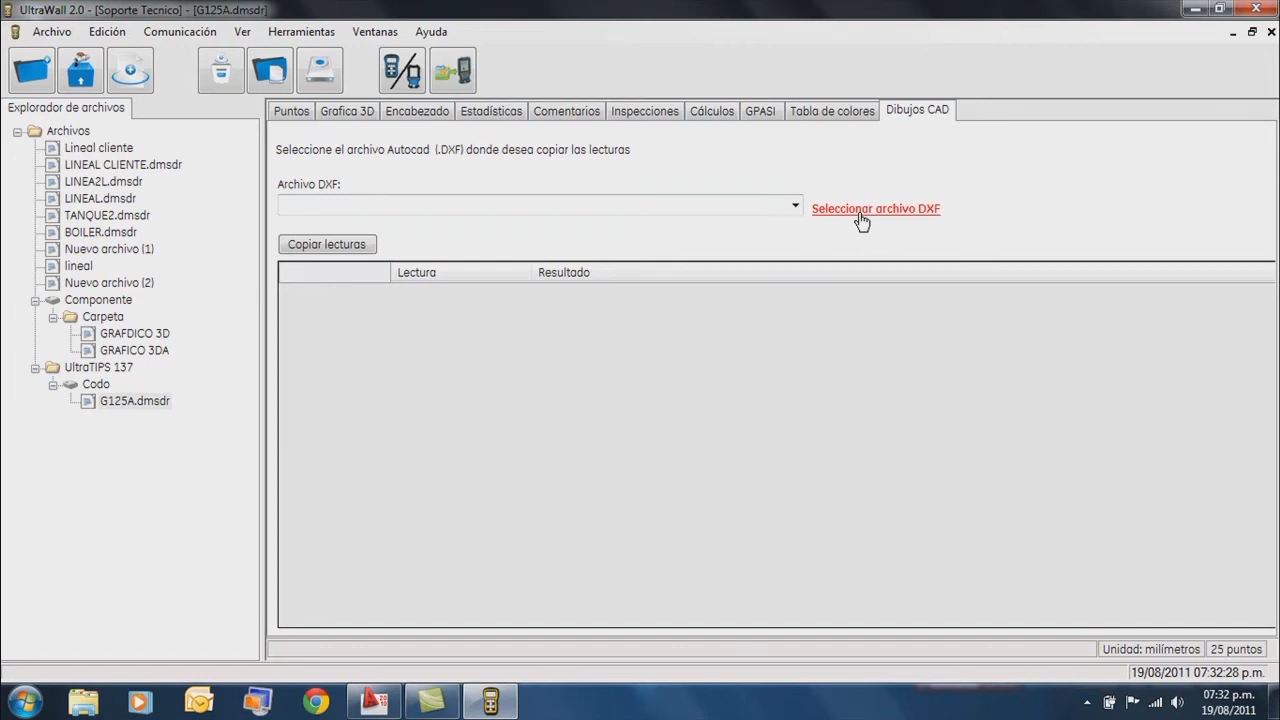 UltraWall 2.0 - [Soporte Tecnico] - [G125A.dmsdr]
Archivo Edición Comunicación Ver Herramientas Ventanas Ayuda
Explorador de archivos
Puntos Grafica 3D Encabezado Estadísticas Comentarios Inspecciones Cálculos GPASI Tabla de colores Dibujos CAD
Archivos
Lineal cliente
LINEAL CLIENTE.dmsdr
LINEA2L.dmsdr
LINEAL.dmsdr
TANQUE2.dmsdr
BOILER.dmsdr
Nuevo archivo (1)
lineal
Nuevo archivo (2)
Componente
Carpeta
GRAFDICO 3D
GRAFICO 3DA
UltraTIPS 137
Codo
G125A.dmsdr
Seleccione el archivo Autocad (.DXF) donde desea copiar las lecturas
Archivo DXF:
Seleccionar archivo DXF
Copiar lecturas
Lectura Resultado
Unidad: milímetros 25 puntos
19/08/2011 07:32:28 p.m.
07:32 p.m.
19/08/2011